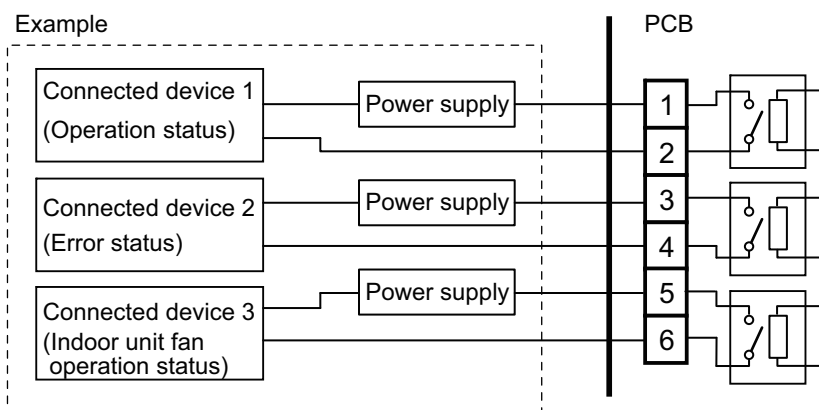 Example
PCB
Connected device 1
(Operation status)
Power supply
1
2
Connected device 2
(Error status)
Power supply
3
4
Connected device 3
(Indoor unit fan
operation status)
Power supply
5
6